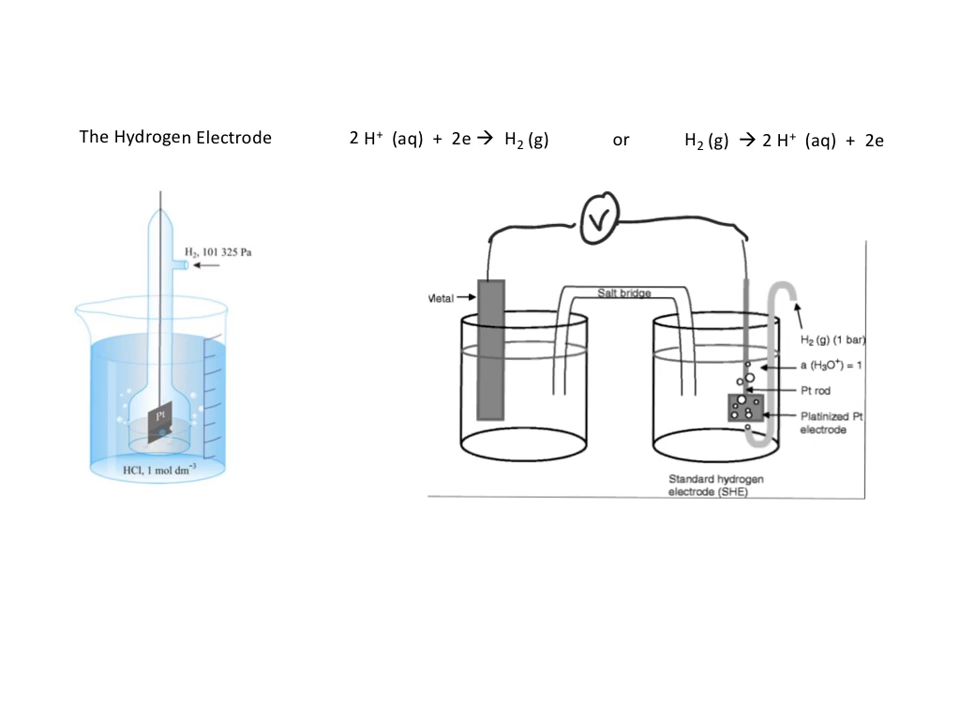 The Hydrogen Electrode
2 H⁺ (aq) + 2e → H₂ (g)
or
H₂ (g) → 2 H⁺ (aq) + 2e
H₂, 101 325 Pa
Pt
HCl, 1 mol dm⁻³
V
Metal
Salt bridge
H₂ (g) (1 bar)
a (H₃O⁺) = 1
Pt rod
Platinized Pt
electrode
Standard hydrogen
electrode (SHE)